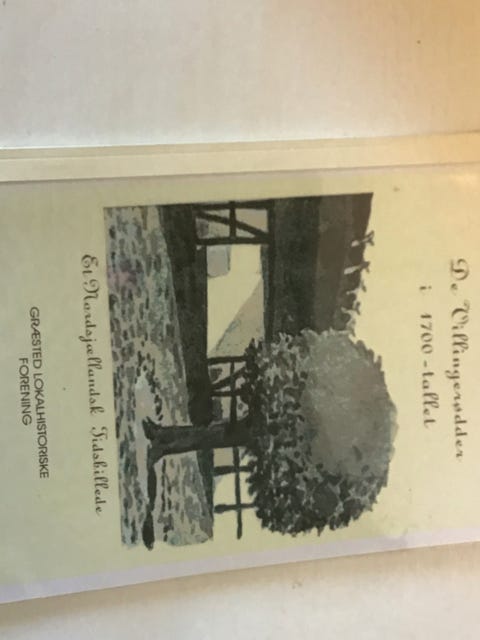 De Villingerødder
i 1700-tallet
Et Nordsjællandsk Tidsbillede
GRÆSTED LOKALHISTORISKE
FORENING